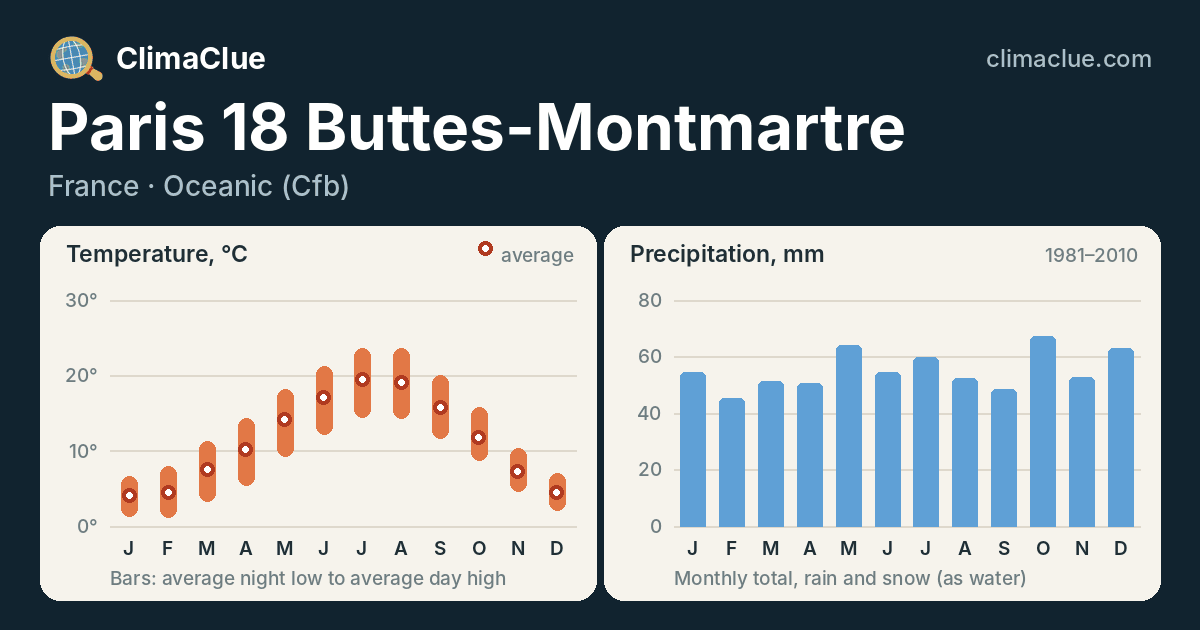 ClimaClue
climaclue.com
Paris 18 Buttes-Montmartre
France · Oceanic (Cfb)
Temperature, °C
average
30°
20°
10°
0°
J F M A M J J A S O N D
Bars: average night low to average day high
Precipitation, mm
1981–2010
80
60
40
20
0
J F M A M J J A S O N D
Monthly total, rain and snow (as water)